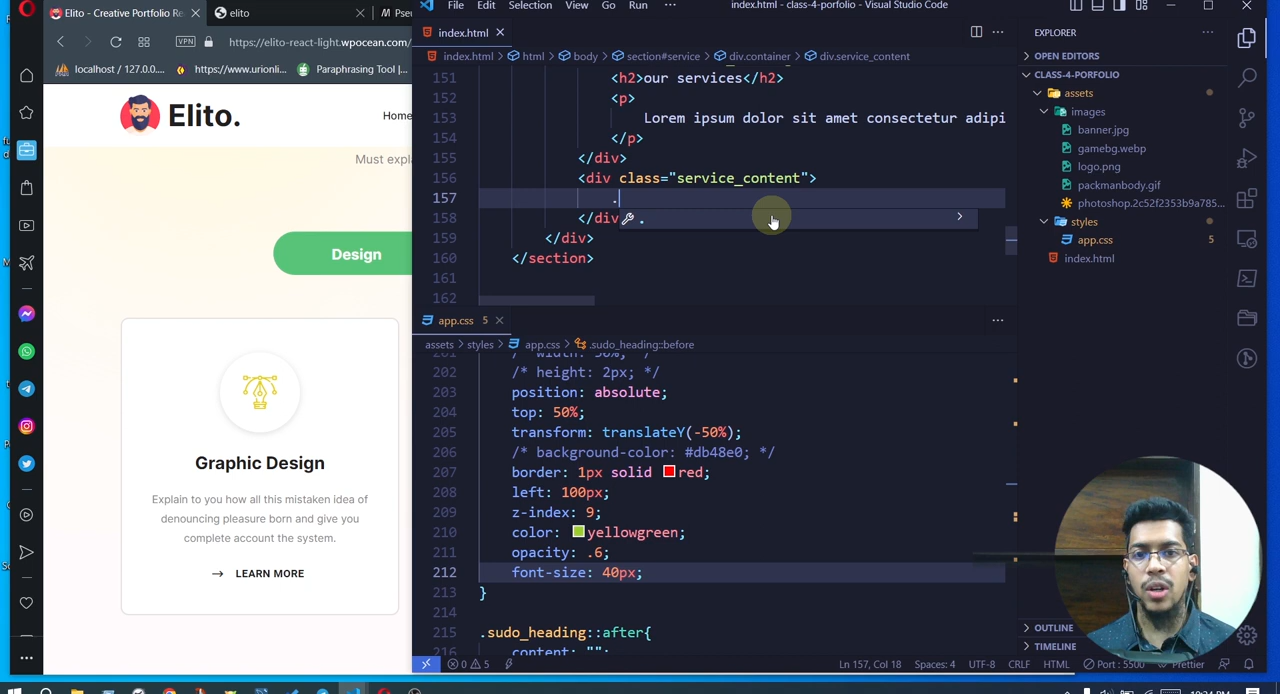 Elito - Creative Portfolio Re
elito
File Edit Selection View Go Run ···
index.html - class-4-porfolio - Visual Studio Code
VPN
https://elito-react-light.wpocean.com/
localhost / 127.0.0....
https://www.urionli...
Paraphrasing Tool |...
Elito.
Home
Must expla
Design
Graphic Design
Explain to you how all this mistaken idea of
denouncing pleasure born and give you
complete account the system.
→ LEARN MORE
index.html
index.html > html > body > section#service > div.container > div.service_content
151 <h2>our services</h2>
152 <p>
153 Lorem ipsum dolor sit amet consectetur adipi
154 </p>
155 </div>
156 <div class="service_content">
157 .
158 </div
.
159 </div>
160 </section>
161
162
app.css 5
assets > styles > app.css > .sudo_heading::before
202 /* height: 2px; */
203 position: absolute;
204 top: 50%;
205 transform: translateY(-50%);
206 /* background-color: #db48e0; */
207 border: 1px solid red;
208 left: 100px;
209 z-index: 9;
210 color: yellowgreen;
211 opacity: .6;
212 font-size: 40px;
213 }
214
215 .sudo_heading::after{
216 content: "";
EXPLORER
OPEN EDITORS
CLASS-4-PORFOLIO
assets
images
banner.jpg
gamebg.webp
logo.png
packmanbody.gif
photoshop.2c52f2353b9a785...
styles
app.css 5
index.html
OUTLINE
TIMELINE
0 5
Ln 157, Col 18 Spaces: 4 UTF-8 CRLF HTML Port : 5500 Prettier